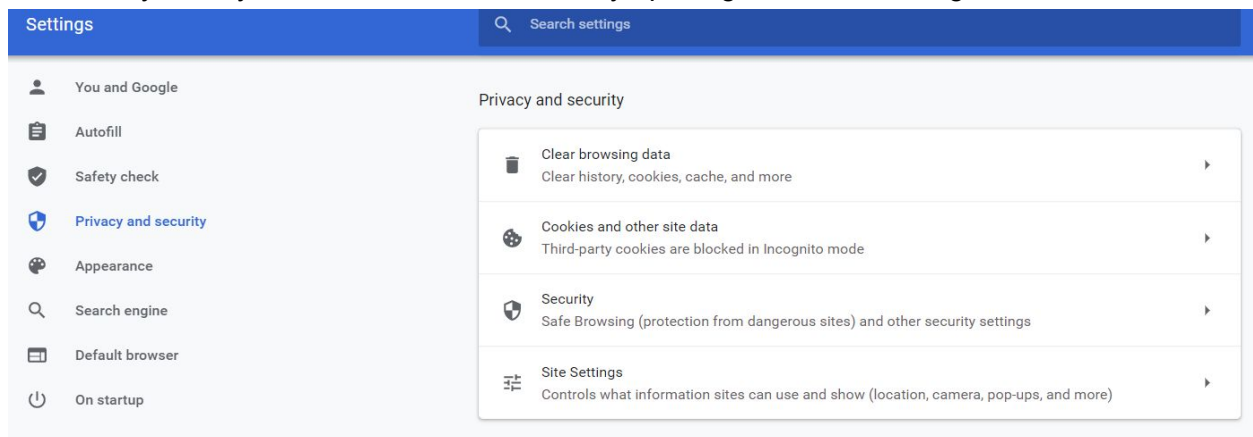 Settings
Search settings
You and Google
Autofill
Safety check
Privacy and security
Appearance
Search engine
Default browser
On startup
Privacy and security
Clear browsing data
Clear history, cookies, cache, and more
Cookies and other site data
Third-party cookies are blocked in Incognito mode
Security
Safe Browsing (protection from dangerous sites) and other security settings
Site Settings
Controls what information sites can use and show (location, camera, pop-ups, and more)